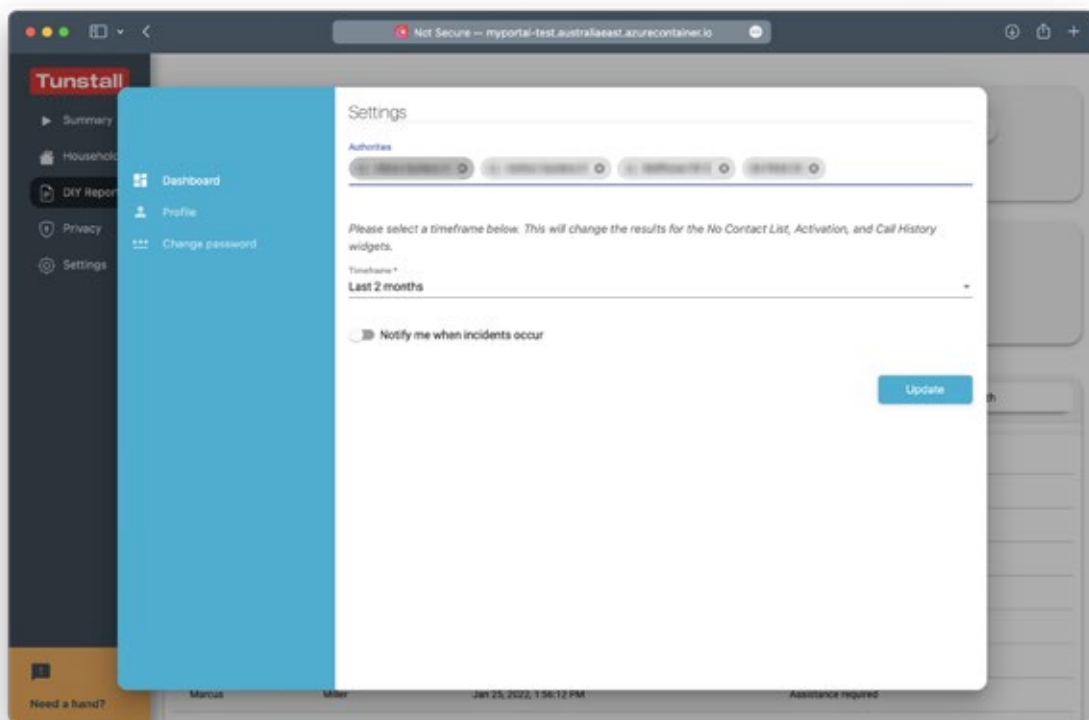 Not Secure — myportal-test.australiaeast.azurecontainer.io
Tunstall
Summary
Househol
DIY Repor
Privacy
Settings
Need a hand?
Dashboard
Profile
Change password
Settings
Authorities
Please select a timeframe below. This will change the results for the No Contact List, Activation, and Call History
widgets.
Timeframe *
Last 2 months
Notify me when incidents occur
Update
th
Marcus Miller Jan 25, 2022, 1:56:12 PM Assistance required